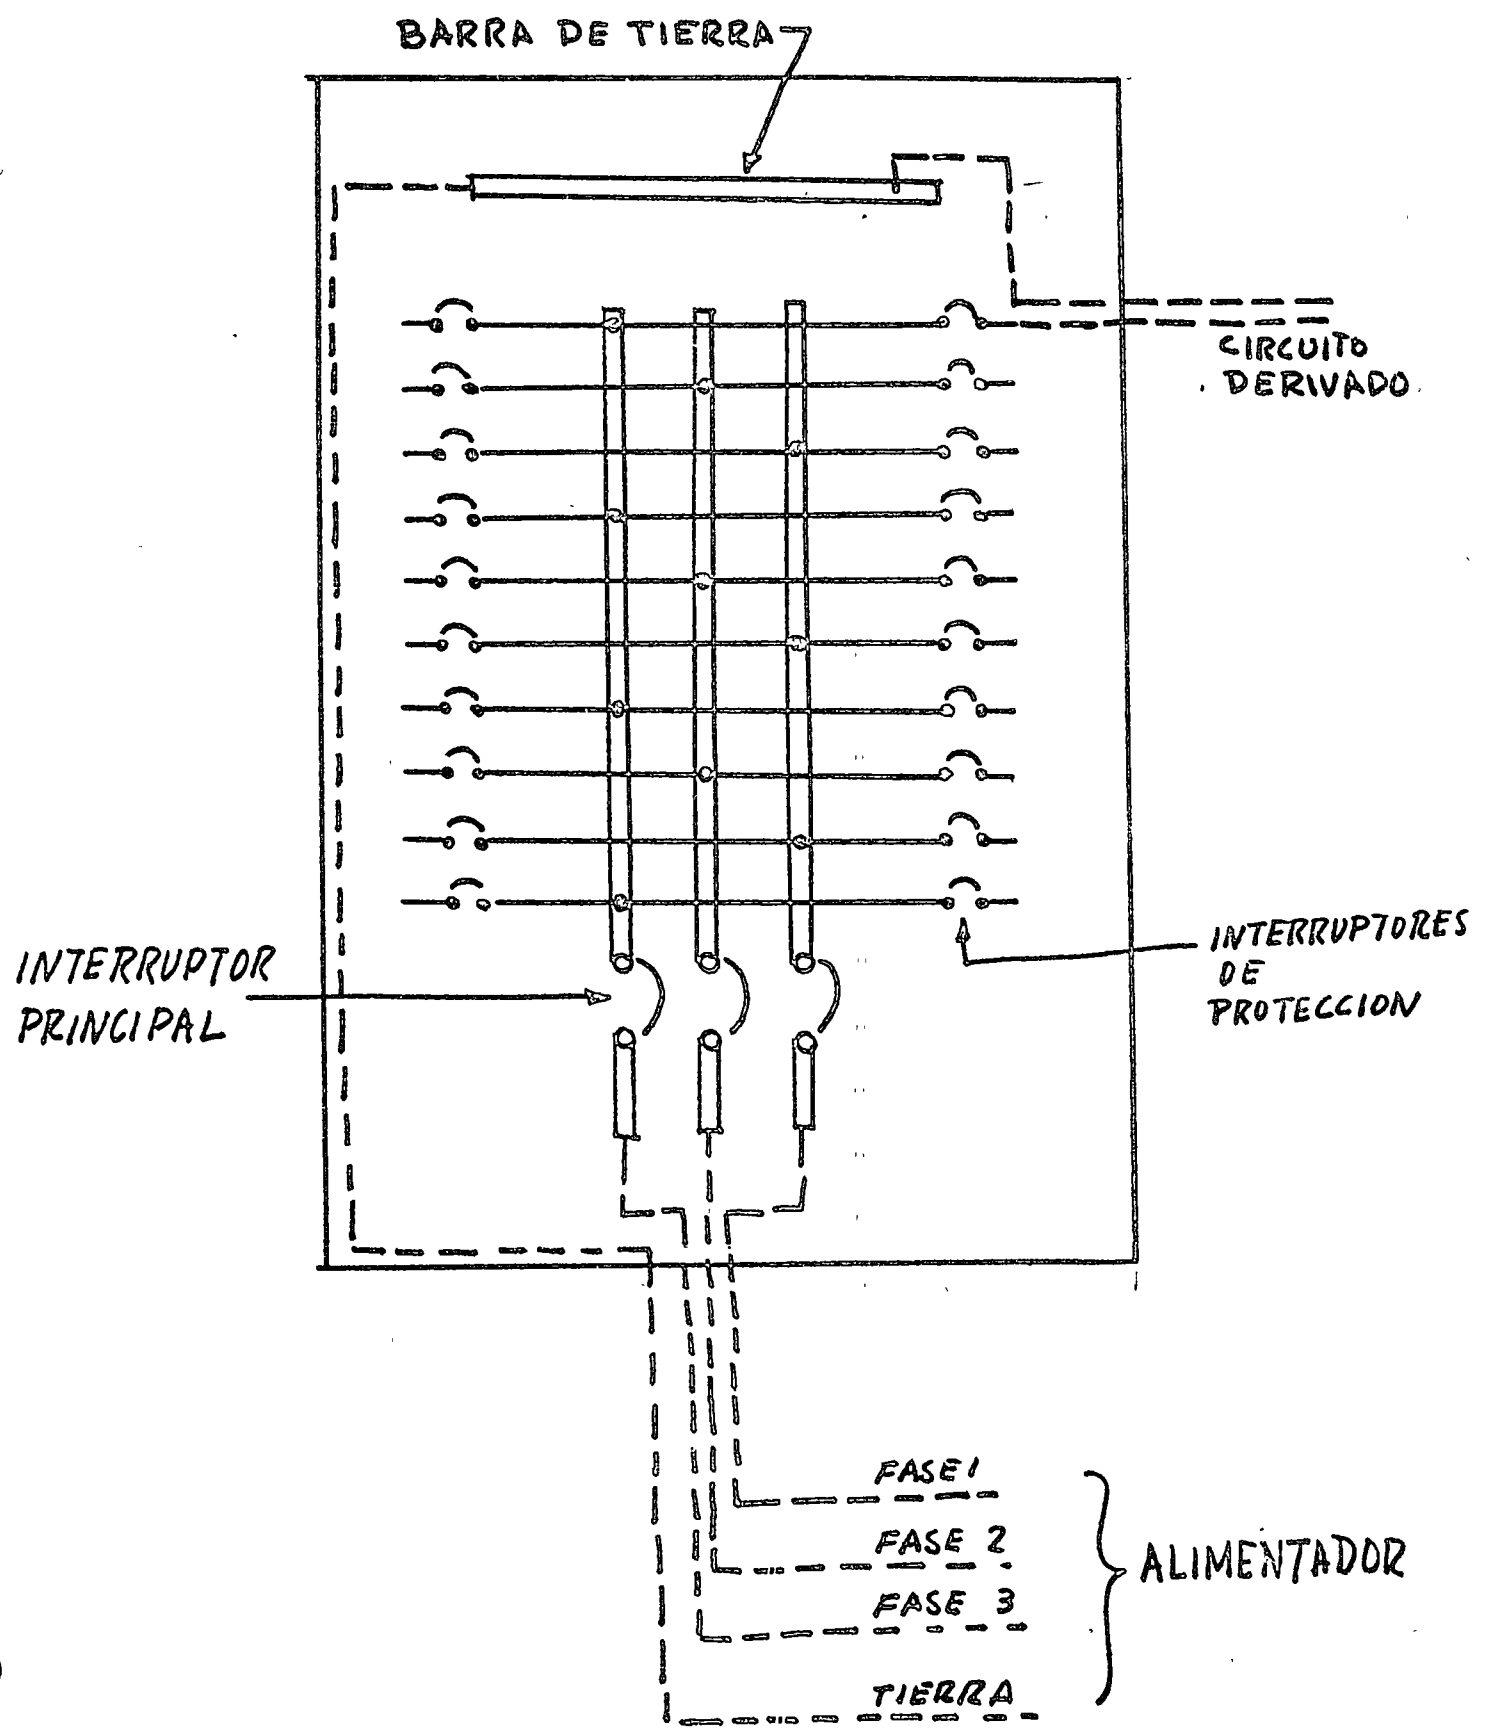 BARRA DE TIERRA
CIRCUITO
DERIVADO
INTERRUPTOR
PRINCIPAL
INTERRUPTORES
DE
PROTECCION
FASE 1
FASE 2
FASE 3
TIERRA
ALIMENTADOR